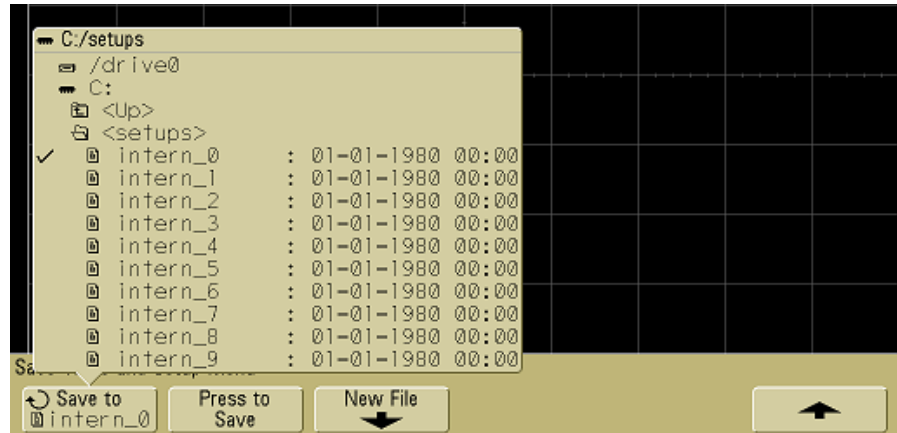 C:/setups
/drive0
C:
<Up>
<setups>
intern_0 : 01-01-1980 00:00
intern_1 : 01-01-1980 00:00
intern_2 : 01-01-1980 00:00
intern_3 : 01-01-1980 00:00
intern_4 : 01-01-1980 00:00
intern_5 : 01-01-1980 00:00
intern_6 : 01-01-1980 00:00
intern_7 : 01-01-1980 00:00
intern_8 : 01-01-1980 00:00
intern_9 : 01-01-1980 00:00
Save to
intern_0
Press to
Save
New File